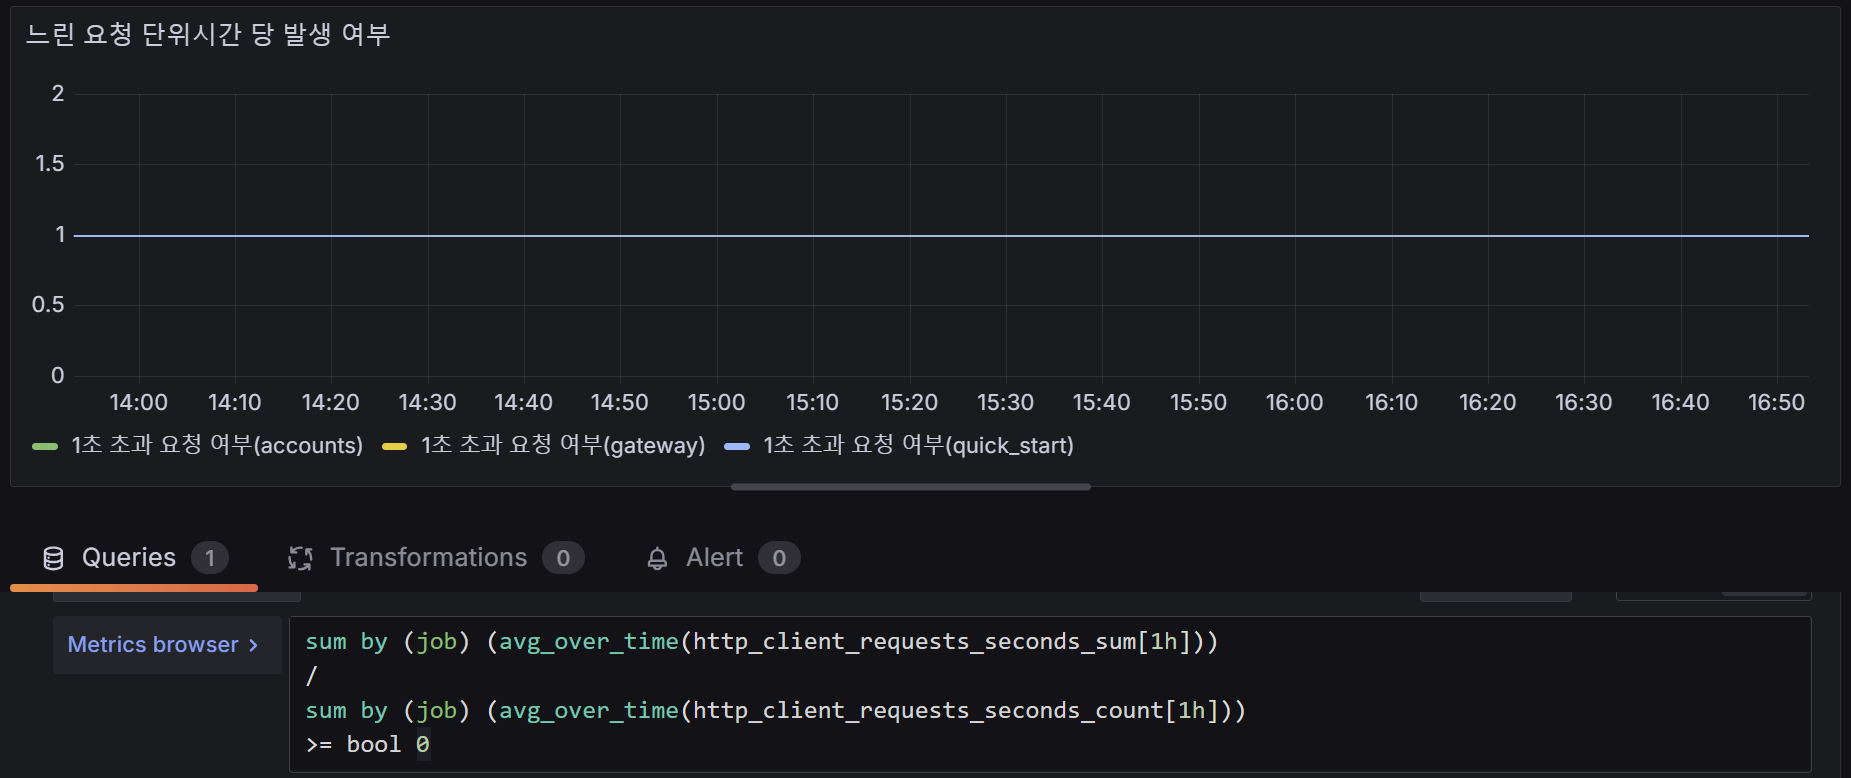 느린 요청 단위시간 당 발생 여부
2
1.5
1
0.5
0
14:00 14:10 14:20 14:30 14:40 14:50 15:00 15:10 15:20 15:30 15:40 15:50 16:00 16:10 16:20 16:30 16:40 16:50
1초 초과 요청 여부(accounts) 1초 초과 요청 여부(gateway) 1초 초과 요청 여부(quick_start)
Queries 1 Transformations 0 Alert 0
Metrics browser >
sum by (job) (avg_over_time(http_client_requests_seconds_sum[1h]))
/
sum by (job) (avg_over_time(http_client_requests_seconds_count[1h]))
>= bool 0